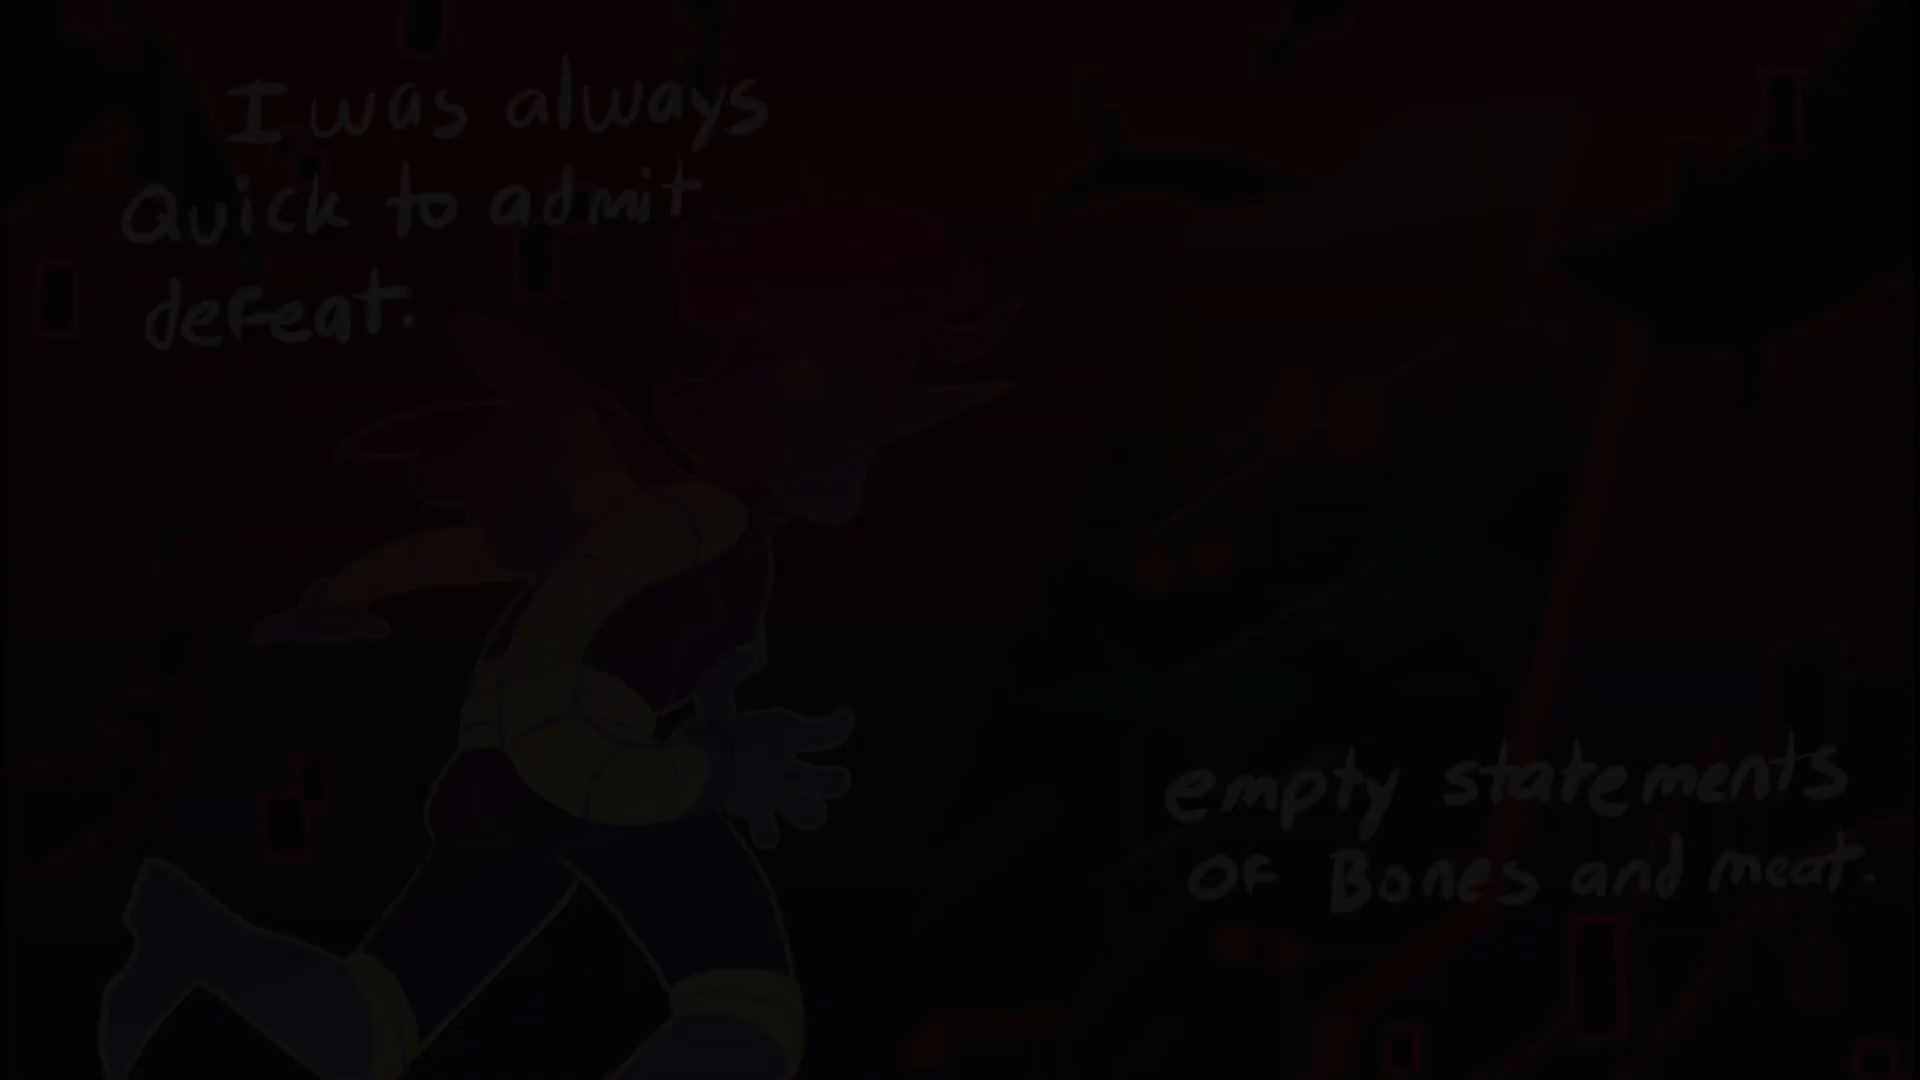 I was always
Quick to admit
defeat.
empty statements
of Bones and meat.